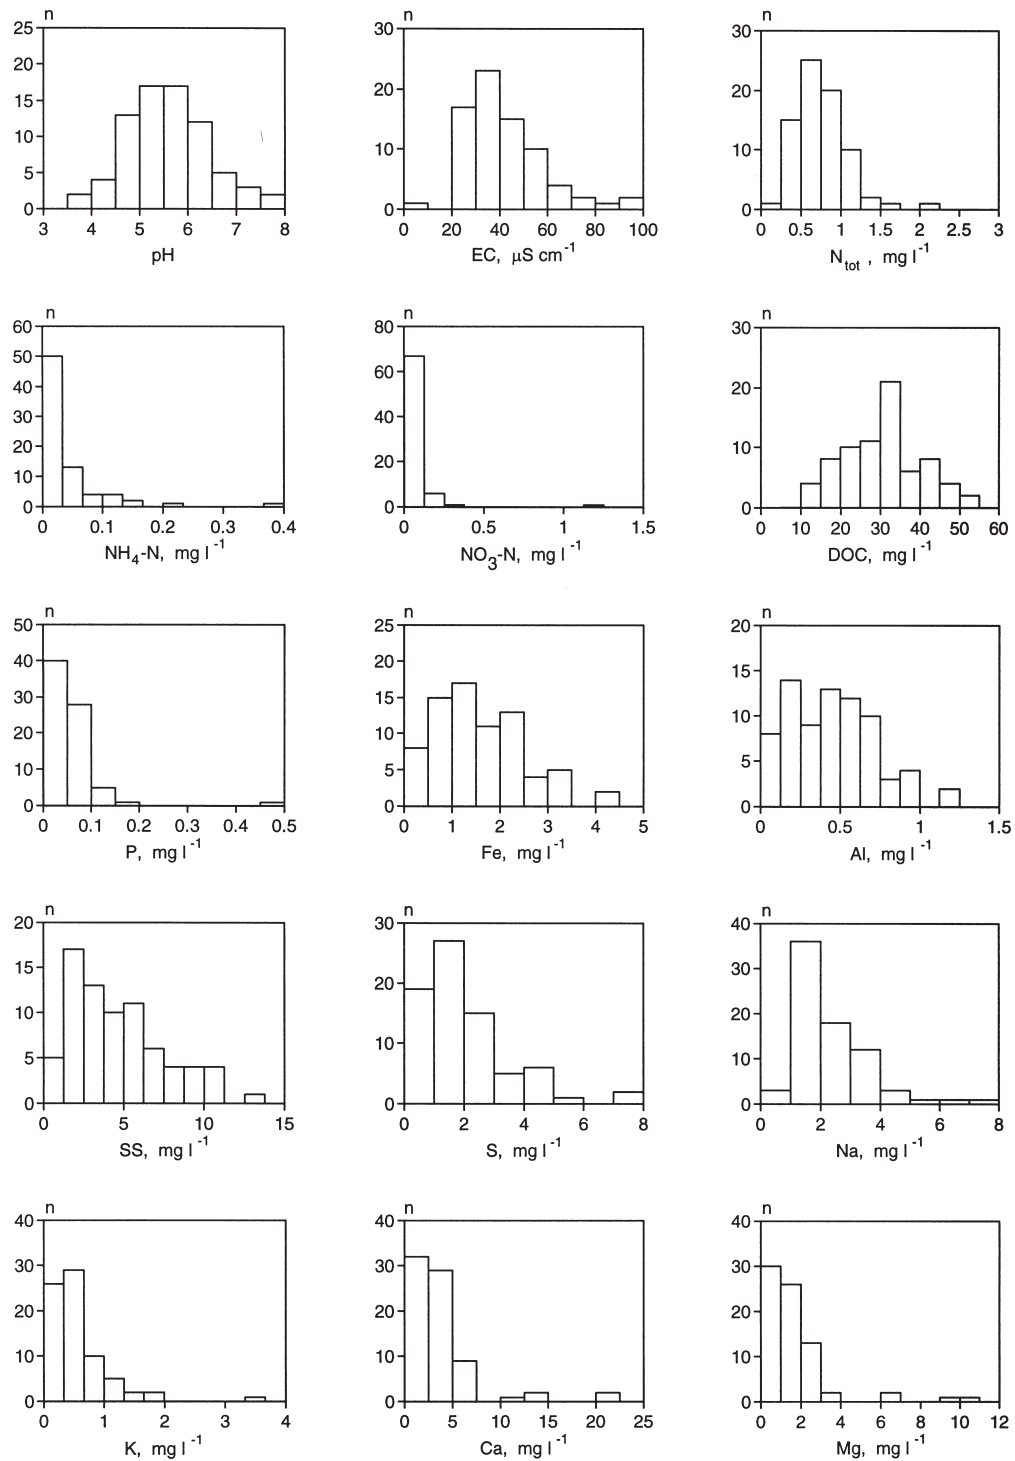 n n n
25 30 30
20 20 20
15 10 10
10 0 0
5
0
3 4 5 6 7 8 0 20 40 60 80 100 0 0.5 1 1.5 2 2.5 3
pH EC, μS cm-1 Ntot , mg l-1
n n n
60 80 30
50 60 20
40 40 10
30 20 0
20 0
10
0
0 0.1 0.2 0.3 0.4 0 0.5 1 1.5 0 10 20 30 40 50 60
NH4-N, mg l-1 NO3-N, mg l-1 DOC, mg l-1
n n n
50 25 20
40 20 15
30 15 10
20 10 5
10 5 0
0 0
0 0.1 0.2 0.3 0.4 0.5 0 1 2 3 4 5 0 0.5 1 1.5
P, mg l-1 Fe, mg l-1 Al, mg l-1
n n n
20 30 40
15 20 30
10 10 20
5 0 10
0 0
0 5 10 15 0 2 4 6 8 0 2 4 6 8
SS, mg l-1 S, mg l-1 Na, mg l-1
n n n
40 40 40
30 30 30
20 20 20
10 10 10
0 0 0
0 1 2 3 4 0 5 10 15 20 25 0 2 4 6 8 10 12
K, mg l-1 Ca, mg l-1 Mg, mg l-1